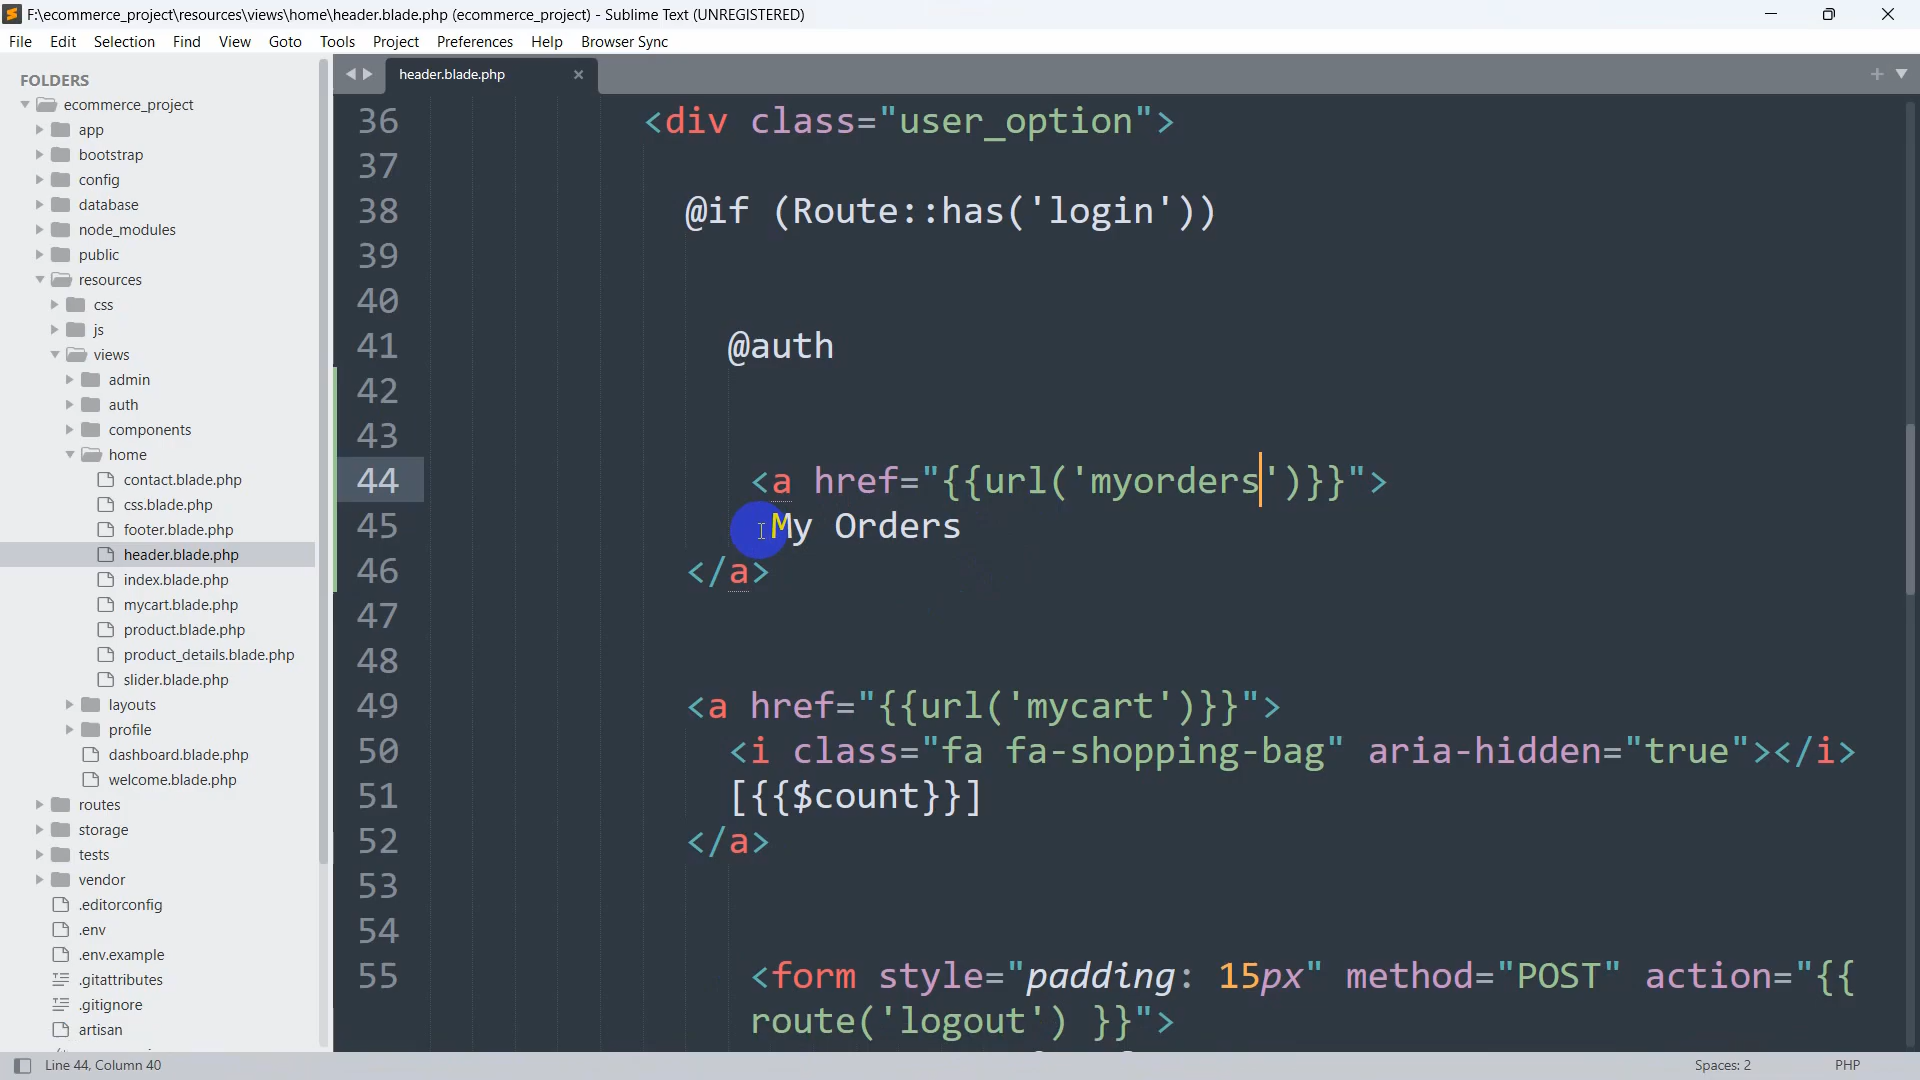 F:\ecommerce_project\resources\views\home\header.blade.php (ecommerce_project) - Sublime Text (UNREGISTERED)
File Edit Selection Find View Goto Tools Project Preferences Help Browser Sync
FOLDERS
ecommerce_project
app
bootstrap
config
database
node_modules
public
resources
css
js
views
admin
auth
components
home
contact.blade.php
css.blade.php
footer.blade.php
header.blade.php
index.blade.php
mycart.blade.php
product.blade.php
product_details.blade.php
slider.blade.php
layouts
profile
dashboard.blade.php
welcome.blade.php
routes
storage
tests
vendor
.editorconfig
.env
.env.example
.gitattributes
.gitignore
artisan
header.blade.php
36 <div class="user_option">
37
38 @if (Route::has('login'))
39
40
41 @auth
42
43
44 <a href="{{url('myorders')}}">
45 My Orders
46 </a>
47
48
49 <a href="{{url('mycart')}}">
50 <i class="fa fa-shopping-bag" aria-hidden="true"></i>
51 [{{$count}}]
52 </a>
53
54
55 <form style="padding: 15px" method="POST" action="{{
route('logout') }}">
Line 44, Column 40
Spaces: 2
PHP